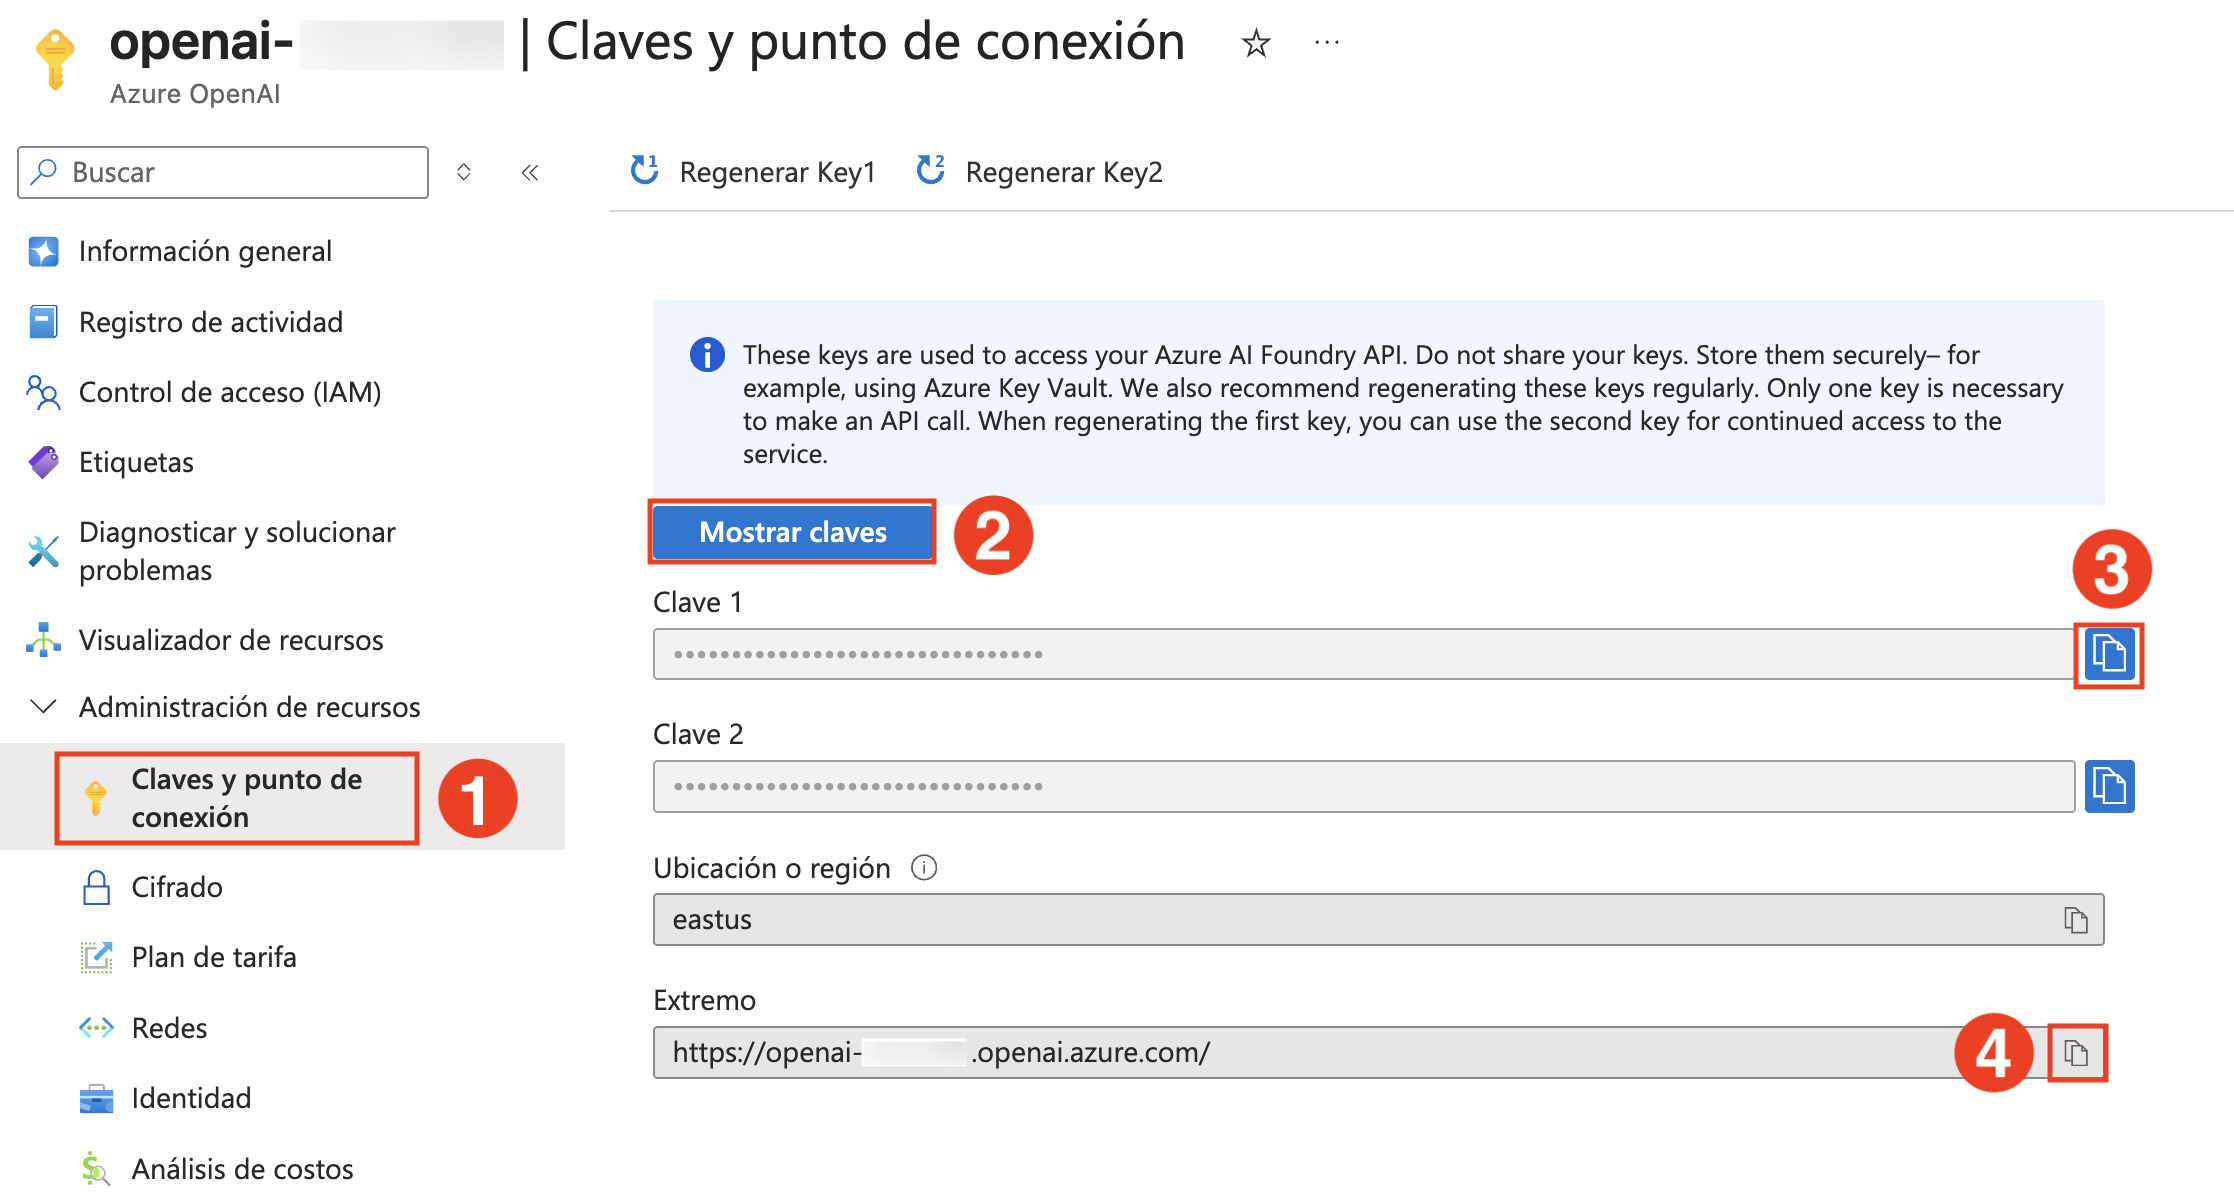 openai- | Claves y punto de conexión
Azure OpenAI
Buscar
Regenerar Key1
Regenerar Key2
Información general
Registro de actividad
Control de acceso (IAM)
Etiquetas
Diagnosticar y solucionar
problemas
Visualizador de recursos
Administración de recursos
Claves y punto de
conexión
1
Cifrado
Plan de tarifa
Redes
Identidad
Análisis de costos
These keys are used to access your Azure AI Foundry API. Do not share your keys. Store them securely– for
example, using Azure Key Vault. We also recommend regenerating these keys regularly. Only one key is necessary
to make an API call. When regenerating the first key, you can use the second key for continued access to the
service.
Mostrar claves
2
3
Clave 1
••••••••••••••••••••••••••••••••
Clave 2
••••••••••••••••••••••••••••••••
Ubicación o región
eastus
Extremo
https://openai- .openai.azure.com/
4